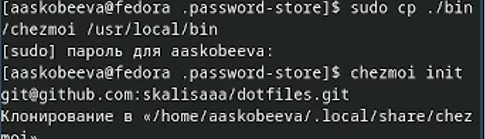 [aaskobeeva@fedora .password-store]$ sudo cp ./bin
/chezmoi /usr/local/bin
[sudo] пароль для aaskobeeva:
[aaskobeeva@fedora .password-store]$ chezmoi init
git@github.com:skalisaaa/dotfiles.git
Клонирование в «/home/aaskobeeva/.local/share/chez
moi»